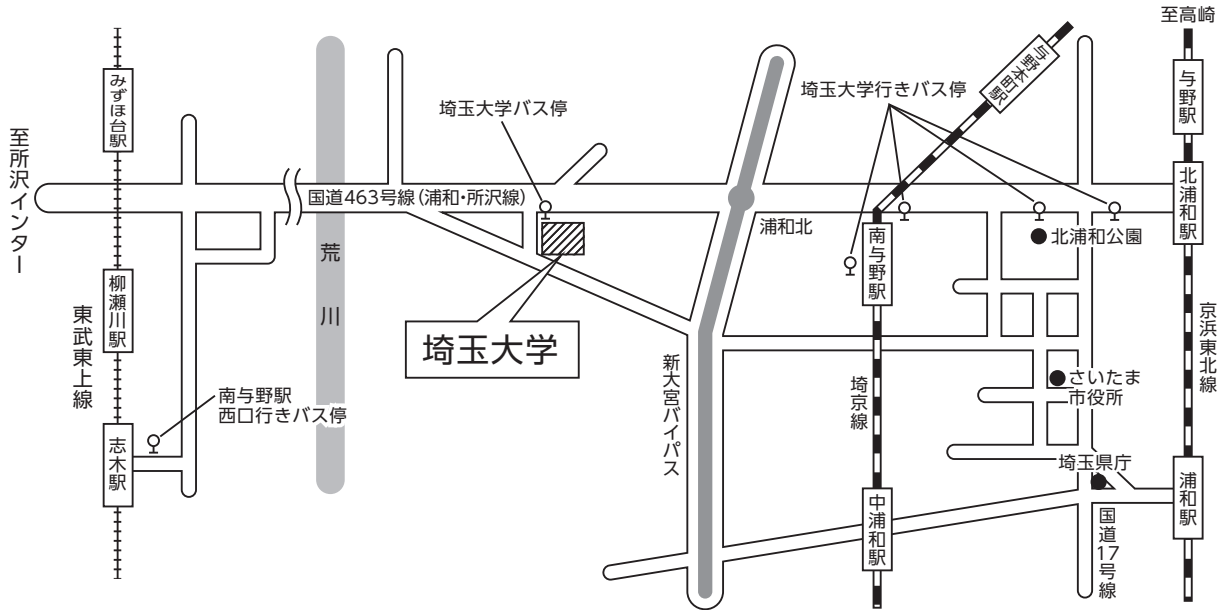 至高崎
みずほ台駅
与野本町駅
与野駅
埼玉大学行きバス停
埼玉大学バス停
至所沢インター
国道463号線（浦和・所沢線）
北浦和駅
浦和北
北浦和公園
南与野駅
荒川
柳瀬川駅
東武東上線
埼玉大学
京浜東北線
新大宮バイパス
埼京線
さいたま
市役所
南与野駅
西口行きバス停
志木駅
埼玉県庁
浦和駅
中浦和駅
国道17号線